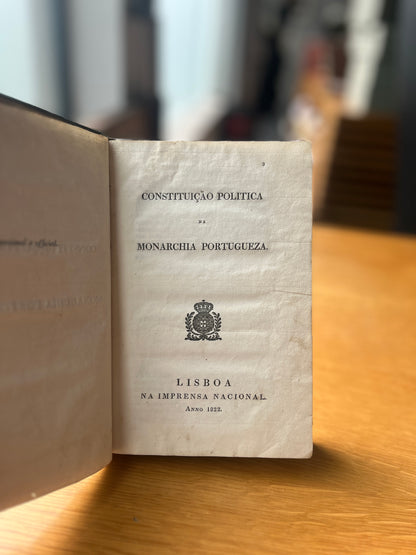 CONSTITUIÇÃO POLITICA
DA
MONARCHIA PORTUGUEZA.
LISBOA
NA IMPRENSA NACIONAL.
ANNO 1822.